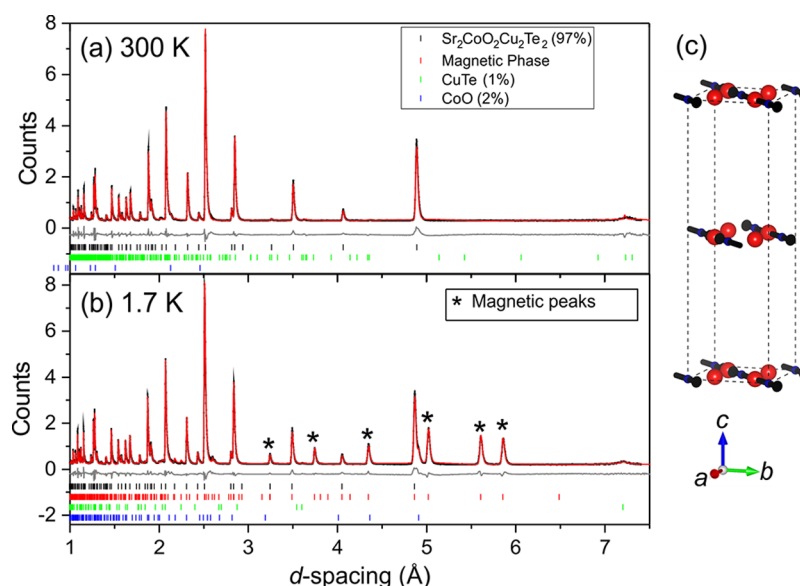 (a) 300 K
Sr₂CoO₂Cu₂Te₂ (97%)
Magnetic Phase
CuTe (1%)
CoO (2%)
Counts
8
6
4
2
0
(b) 1.7 K
* Magnetic peaks
* * * * * *
Counts
8
6
4
2
0
-2
1 2 3 4 5 6 7
d-spacing (Å)
(c)
c
a
b